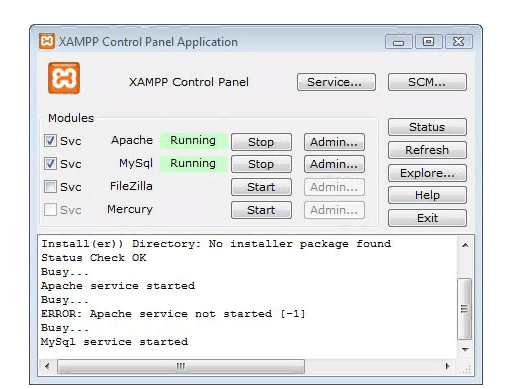 XAMPP Control Panel Application
XAMPP Control Panel Service... SCM...
Modules
Svc Apache Running Stop Admin...
Svc MySql Running Stop Admin...
Svc FileZilla Start Admin...
Svc Mercury Start Admin...
Status
Refresh
Explore...
Help
Exit
Install(er)) Directory: No installer package found
Status Check OK
Busy...
Apache service started
Busy...
ERROR: Apache service not started [-1]
Busy...
MySql service started